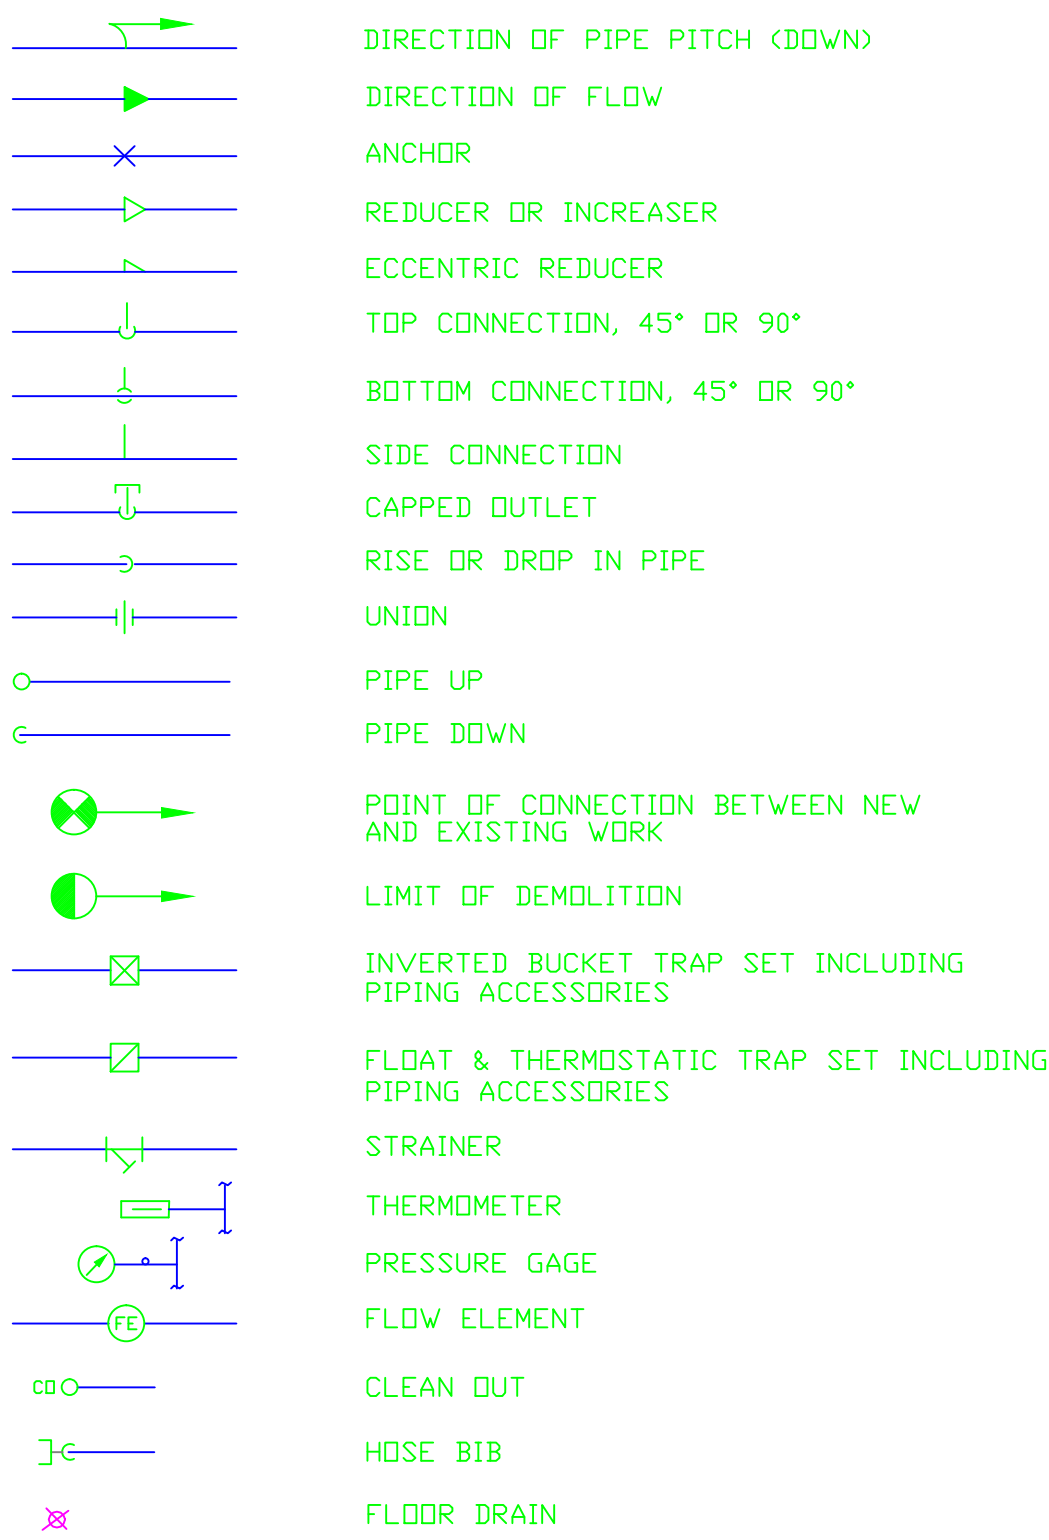 DIRECTION OF PIPE PITCH (DOWN)
DIRECTION OF FLOW
ANCHOR
REDUCER OR INCREASER
ECCENTRIC REDUCER
TOP CONNECTION, 45° OR 90°
BOTTOM CONNECTION, 45° OR 90°
SIDE CONNECTION
CAPPED OUTLET
RISE OR DROP IN PIPE
UNION
PIPE UP
PIPE DOWN
POINT OF CONNECTION BETWEEN NEW
AND EXISTING WORK
LIMIT OF DEMOLITION
INVERTED BUCKET TRAP SET INCLUDING
PIPING ACCESSORIES
FLOAT & THERMOSTATIC TRAP SET INCLUDING
PIPING ACCESSORIES
STRAINER
THERMOMETER
PRESSURE GAGE
FE FLOW ELEMENT
CO CLEAN OUT
HOSE BIB
FLOOR DRAIN